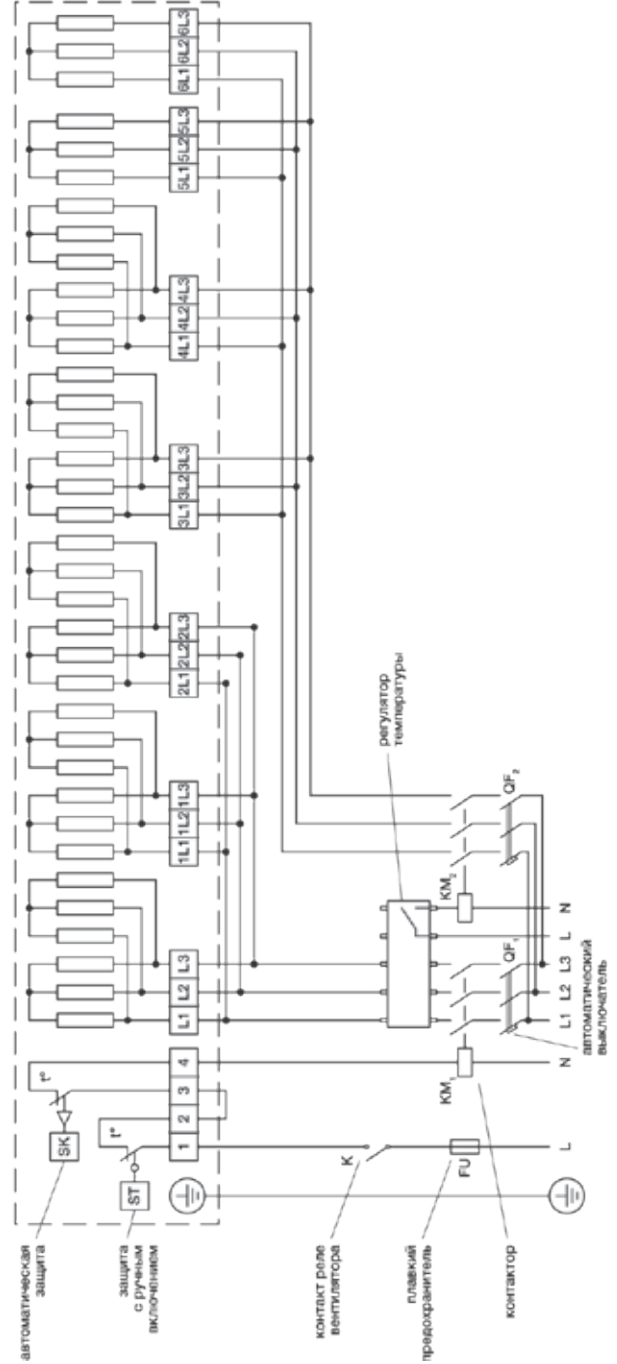 автоматическая
защита
защита
с ручным
включением
SK
t°
ST
t°
1
2
3
4
L1
L2
L3
1L1
1L2
1L3
2L1
2L2
2L3
3L1
3L2
3L3
4L1
4L2
4L3
5L1
5L2
5L3
6L1
6L2
6L3
контакт реле
вентилятора
K
плавкий
предохранитель
FU
контактор
KM1
KM2
регулятор
температуры
QF1
QF2
L
N
L1
L2
L3
L
N
автоматический
выключатель